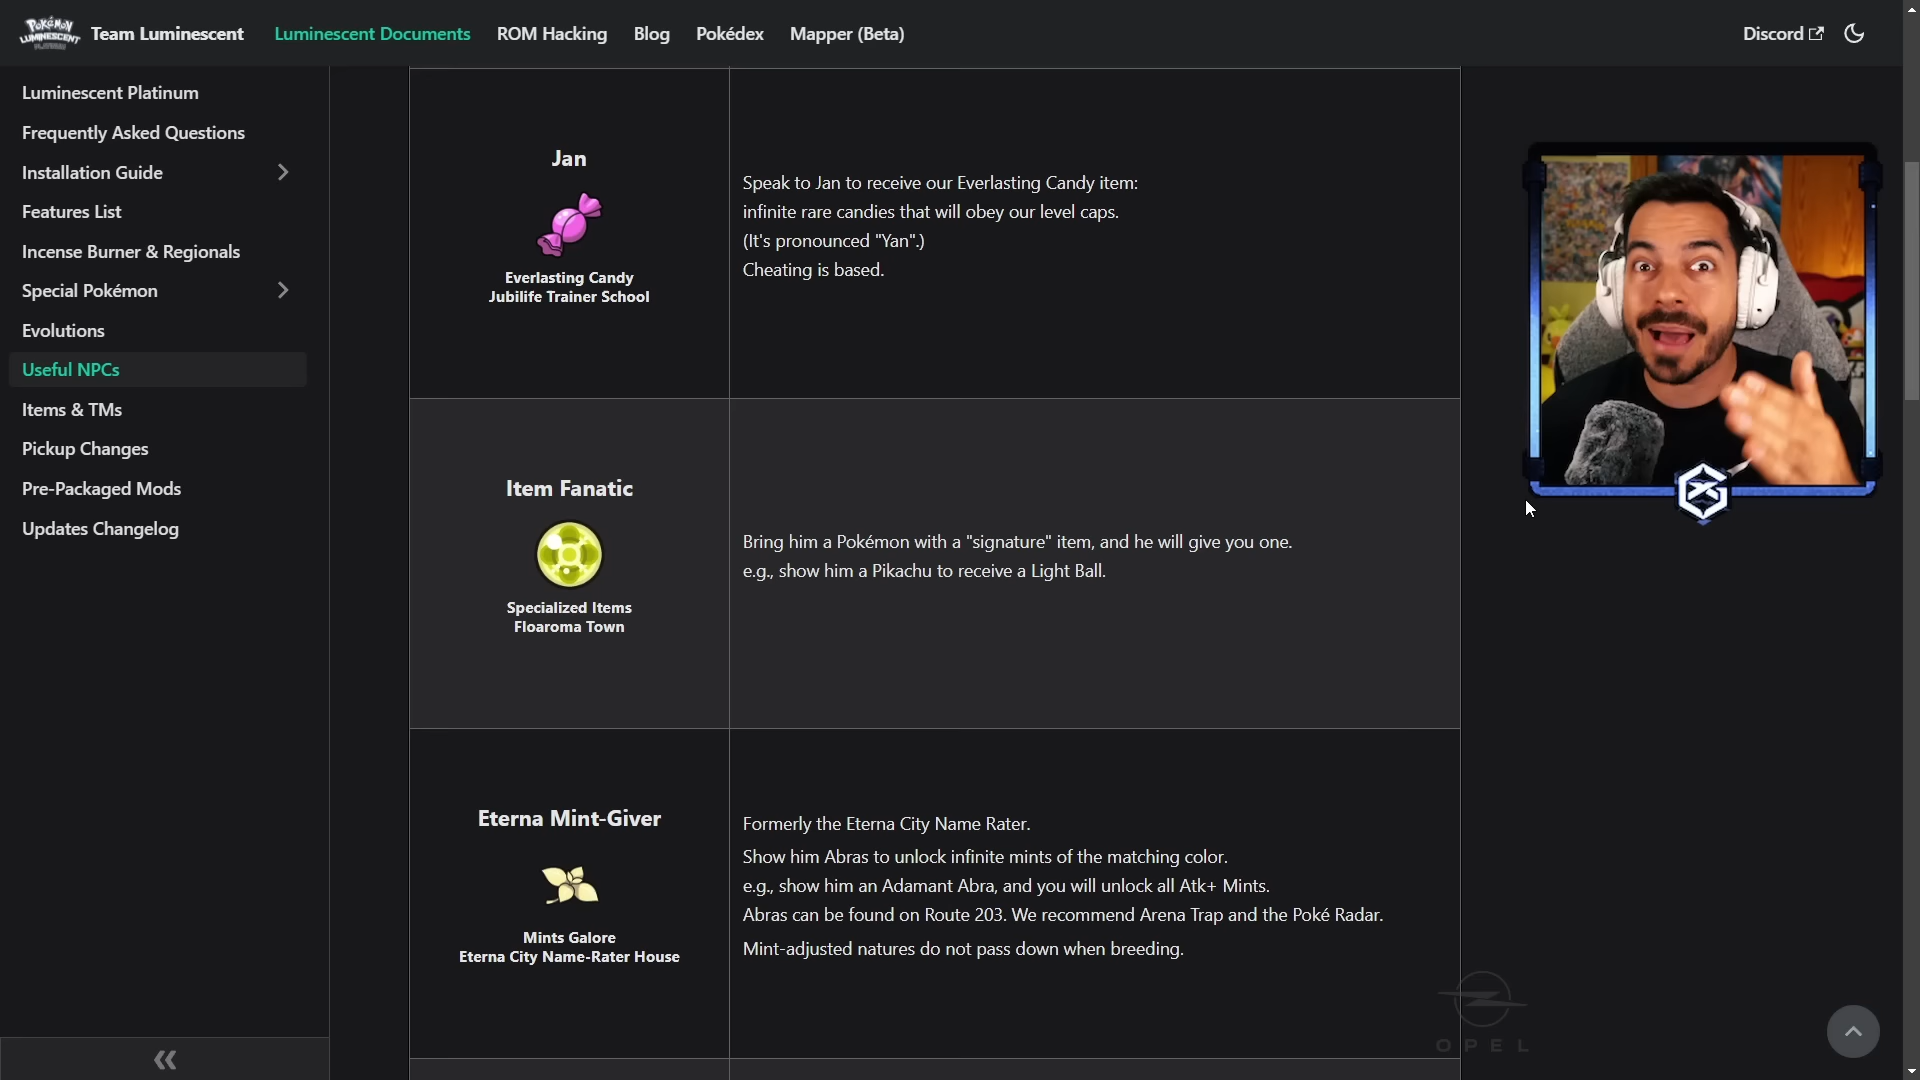 POKéMON
LUMINESCENT
PLATINUM
Team Luminescent
Luminescent Documents
ROM Hacking
Blog
Pokédex
Mapper (Beta)
Discord
Luminescent Platinum
Frequently Asked Questions
Installation Guide
Features List
Incense Burner & Regionals
Special Pokémon
Evolutions
Useful NPCs
Items & TMs
Pickup Changes
Pre-Packaged Mods
Updates Changelog
Jan
Everlasting Candy
Jubilife Trainer School
Speak to Jan to receive our Everlasting Candy item:
infinite rare candies that will obey our level caps.
(It's pronounced "Yan".)
Cheating is based.
Item Fanatic
Specialized Items
Floaroma Town
Bring him a Pokémon with a "signature" item, and he will give you one.
e.g., show him a Pikachu to receive a Light Ball.
Eterna Mint-Giver
Mints Galore
Eterna City Name-Rater House
Formerly the Eterna City Name Rater.
Show him Abras to unlock infinite mints of the matching color.
e.g., show him an Adamant Abra, and you will unlock all Atk+ Mints.
Abras can be found on Route 203. We recommend Arena Trap and the Poké Radar.
Mint-adjusted natures do not pass down when breeding.
OPEL